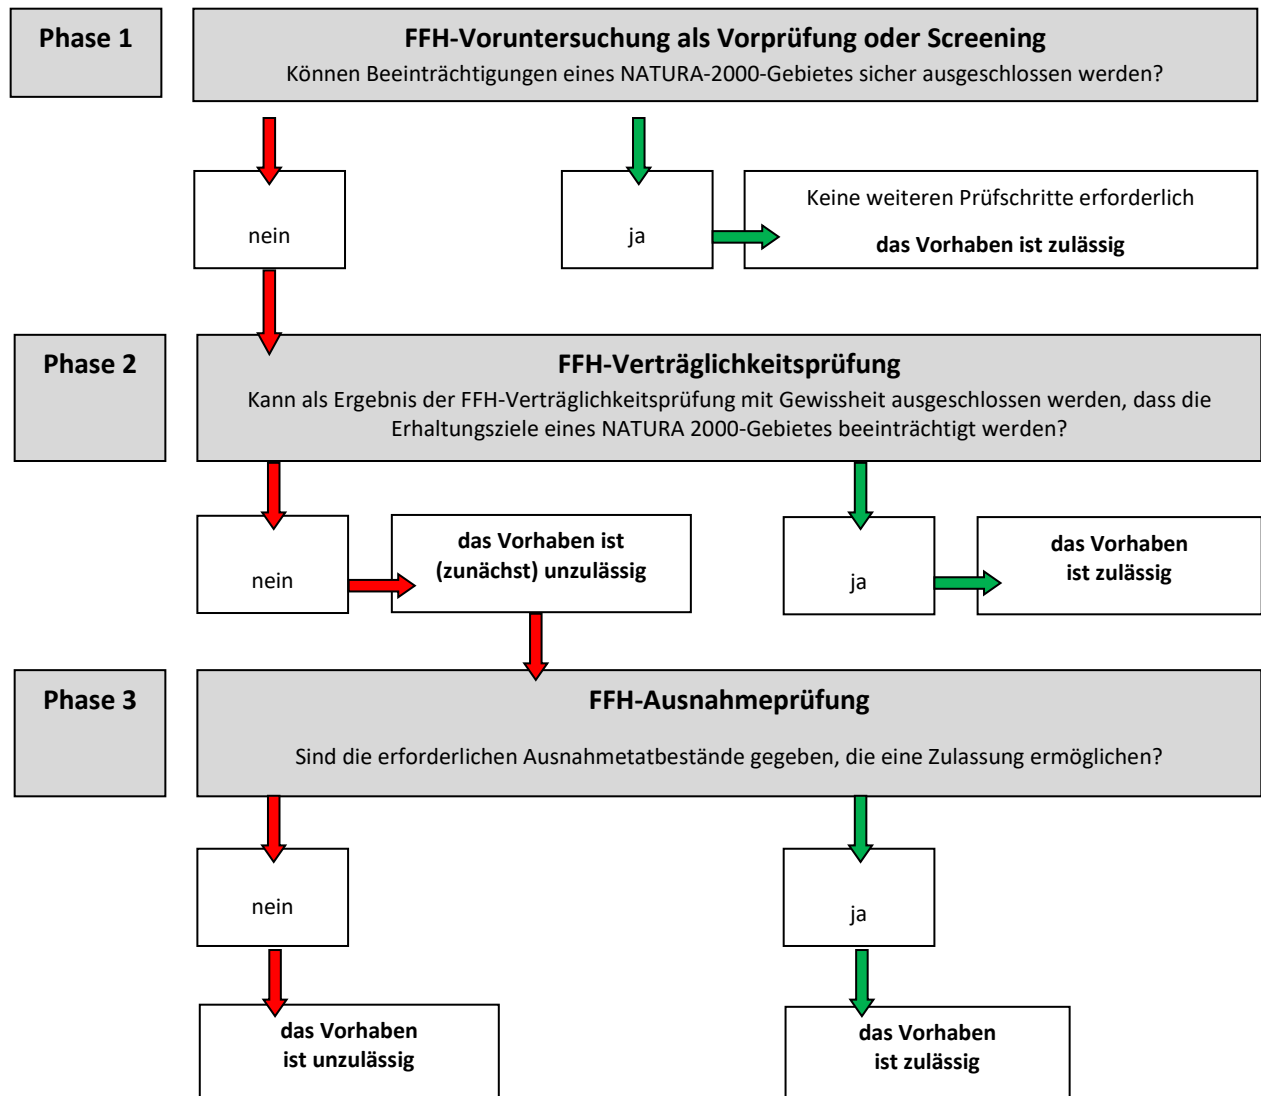 Phase 1
FFH-Voruntersuchung als Vorprüfung oder Screening
Können Beeinträchtigungen eines NATURA-2000-Gebietes sicher ausgeschlossen werden?
nein
ja
Keine weiteren Prüfschritte erforderlich
das Vorhaben ist zulässig
Phase 2
FFH-Verträglichkeitsprüfung
Kann als Ergebnis der FFH-Verträglichkeitsprüfung mit Gewissheit ausgeschlossen werden, dass die
Erhaltungsziele eines NATURA 2000-Gebietes beeinträchtigt werden?
nein
das Vorhaben ist
(zunächst) unzulässig
ja
das Vorhaben
ist zulässig
Phase 3
FFH-Ausnahmeprüfung
Sind die erforderlichen Ausnahmetatbestände gegeben, die eine Zulassung ermöglichen?
nein
ja
das Vorhaben
ist unzulässig
das Vorhaben
ist zulässig